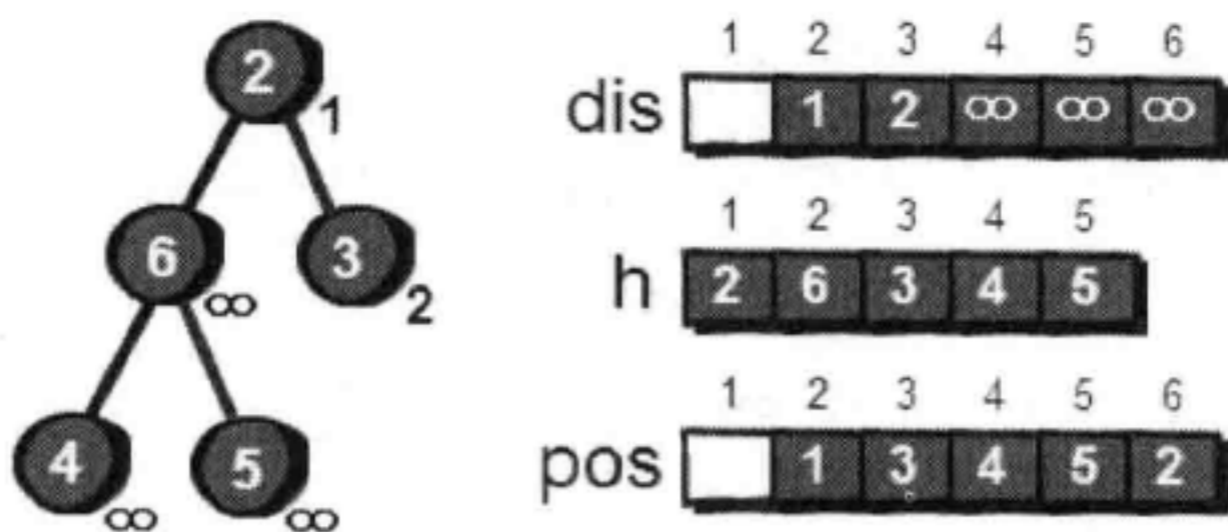 2
1
6
∞
3
2
4
∞
5
∞
1 2 3 4 5 6
dis 1 2 ∞ ∞ ∞
1 2 3 4 5
h 2 6 3 4 5
1 2 3 4 5 6
pos 1 3 4 5 2